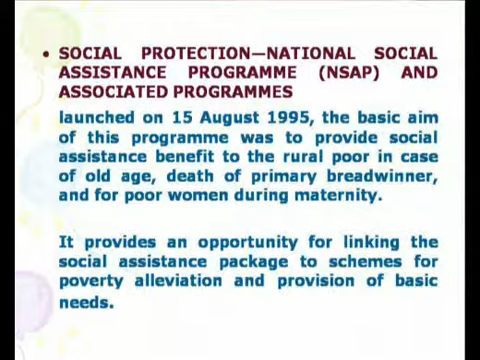 • SOCIAL PROTECTION—NATIONAL SOCIAL
ASSISTANCE PROGRAMME (NSAP) AND
ASSOCIATED PROGRAMMES
launched on 15 August 1995, the basic aim
of this programme was to provide social
assistance benefit to the rural poor in case
of old age, death of primary breadwinner,
and for poor women during maternity.
It provides an opportunity for linking the
social assistance package to schemes for
poverty alleviation and provision of basic
needs.